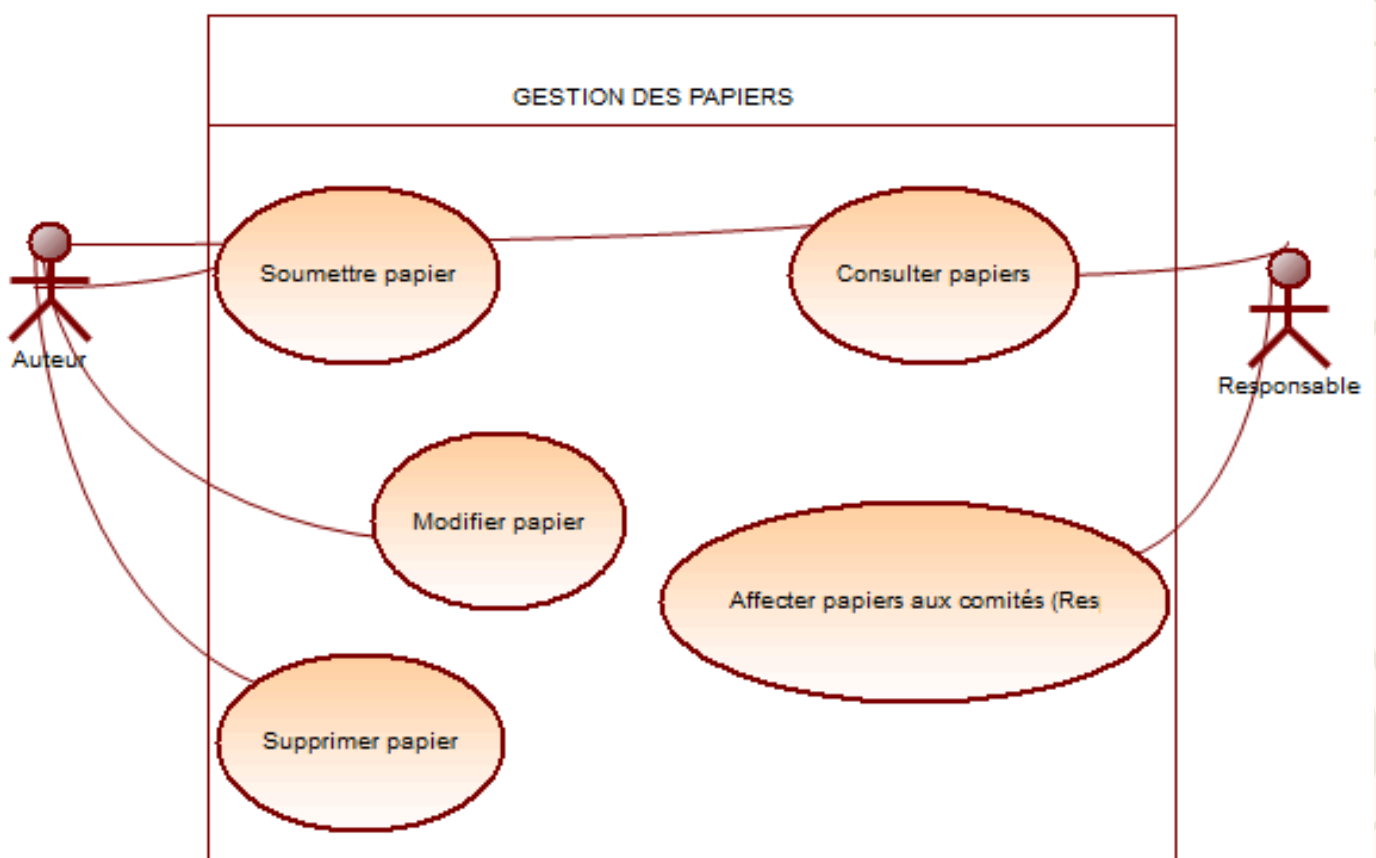 GESTION DES PAPIERS
Soumettre papier
Consulter papiers
Auteur
Responsable
Modifier papier
Affecter papiers aux comités (Res
Supprimer papier